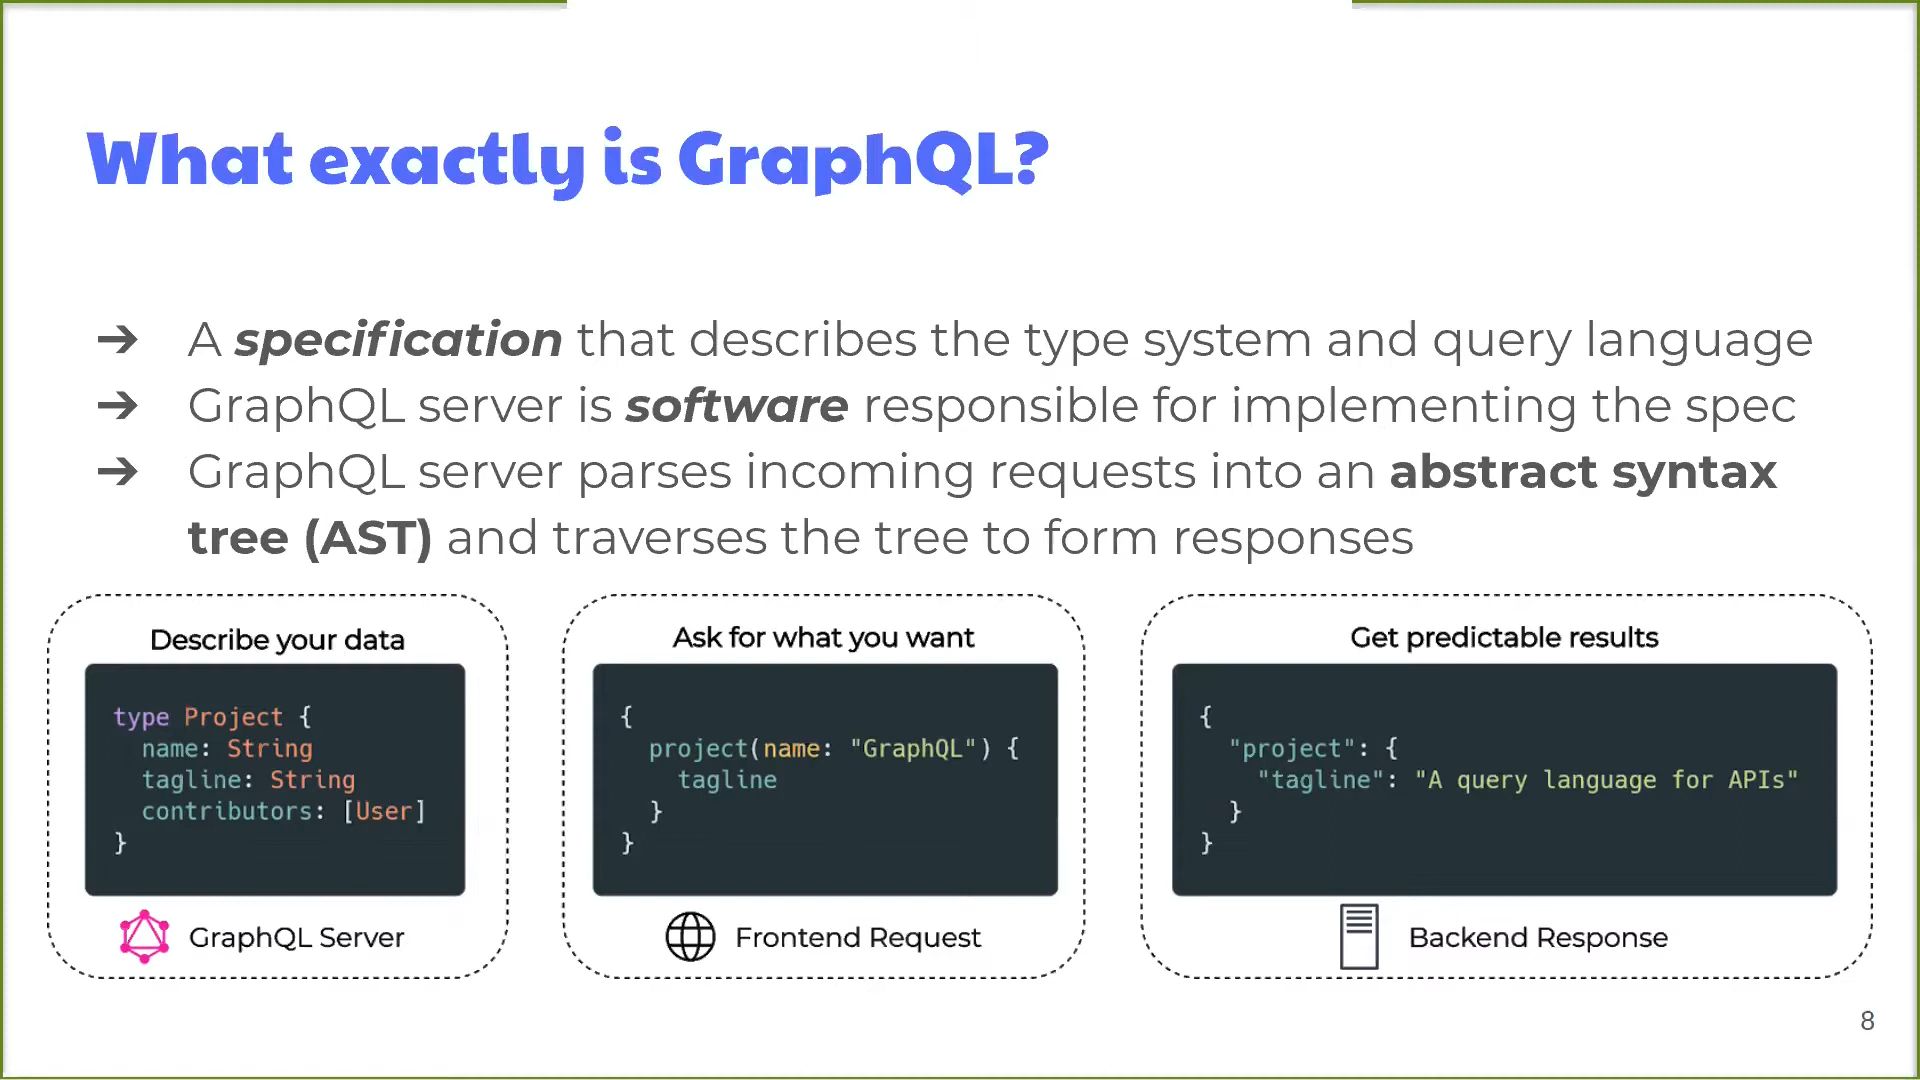 What exactly is GraphQL?
➔ A specification that describes the type system and query language
➔ GraphQL server is software responsible for implementing the spec
➔ GraphQL server parses incoming requests into an abstract syntax
tree (AST) and traverses the tree to form responses
Describe your data
type Project {
  name: String
  tagline: String
  contributors: [User]
}
GraphQL Server
Ask for what you want
{
  project(name: "GraphQL") {
    tagline
  }
}
Frontend Request
Get predictable results
{
  "project": {
    "tagline": "A query language for APIs"
  }
}
Backend Response
8